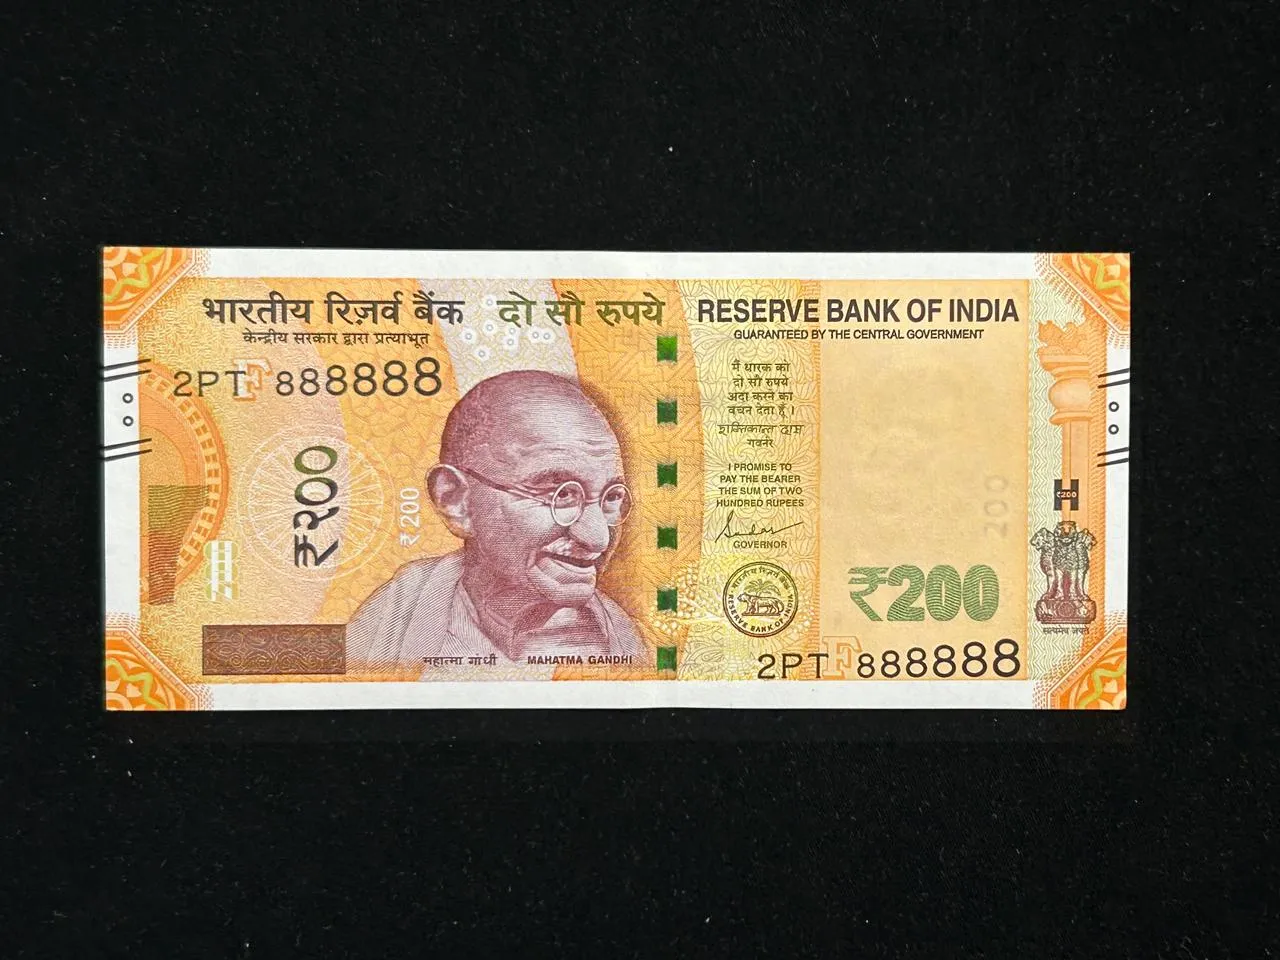 भारतीय रिज़र्व बैंक
केन्द्रीय सरकार द्वारा प्रत्याभूत
दो सौ रुपये
RESERVE BANK OF INDIA
GUARANTEED BY THE CENTRAL GOVERNMENT
2PT F 888888
₹२००
₹200
मैं धारक को
दो सौ रुपये
अदा करने का
वचन देता हूँ ।
शक्तिकान्त दास
गवर्नर
I PROMISE TO
PAY THE BEARER
THE SUM OF TWO
HUNDRED RUPEES
GOVERNOR
भारतीय रिज़र्व बैंक
RESERVE BANK OF INDIA
200
₹200
₹200
सत्यमेव जयते
महात्मा गांधी
MAHATMA GANDHI
2PT F 888888